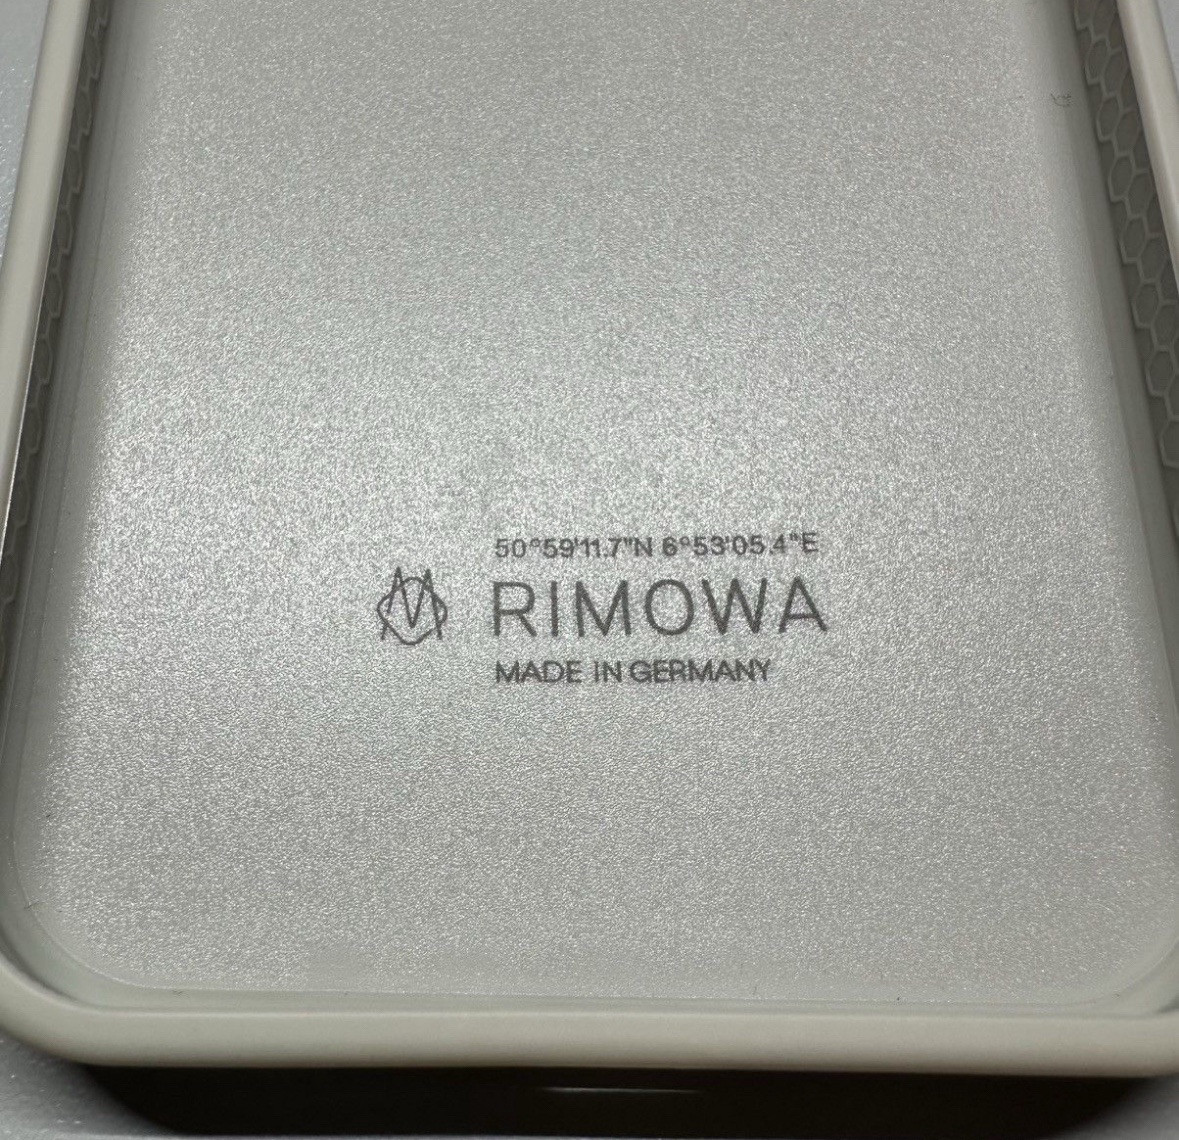 50°59'11.7"N 6°53'05.4"E
RIMOWA
MADE IN GERMANY